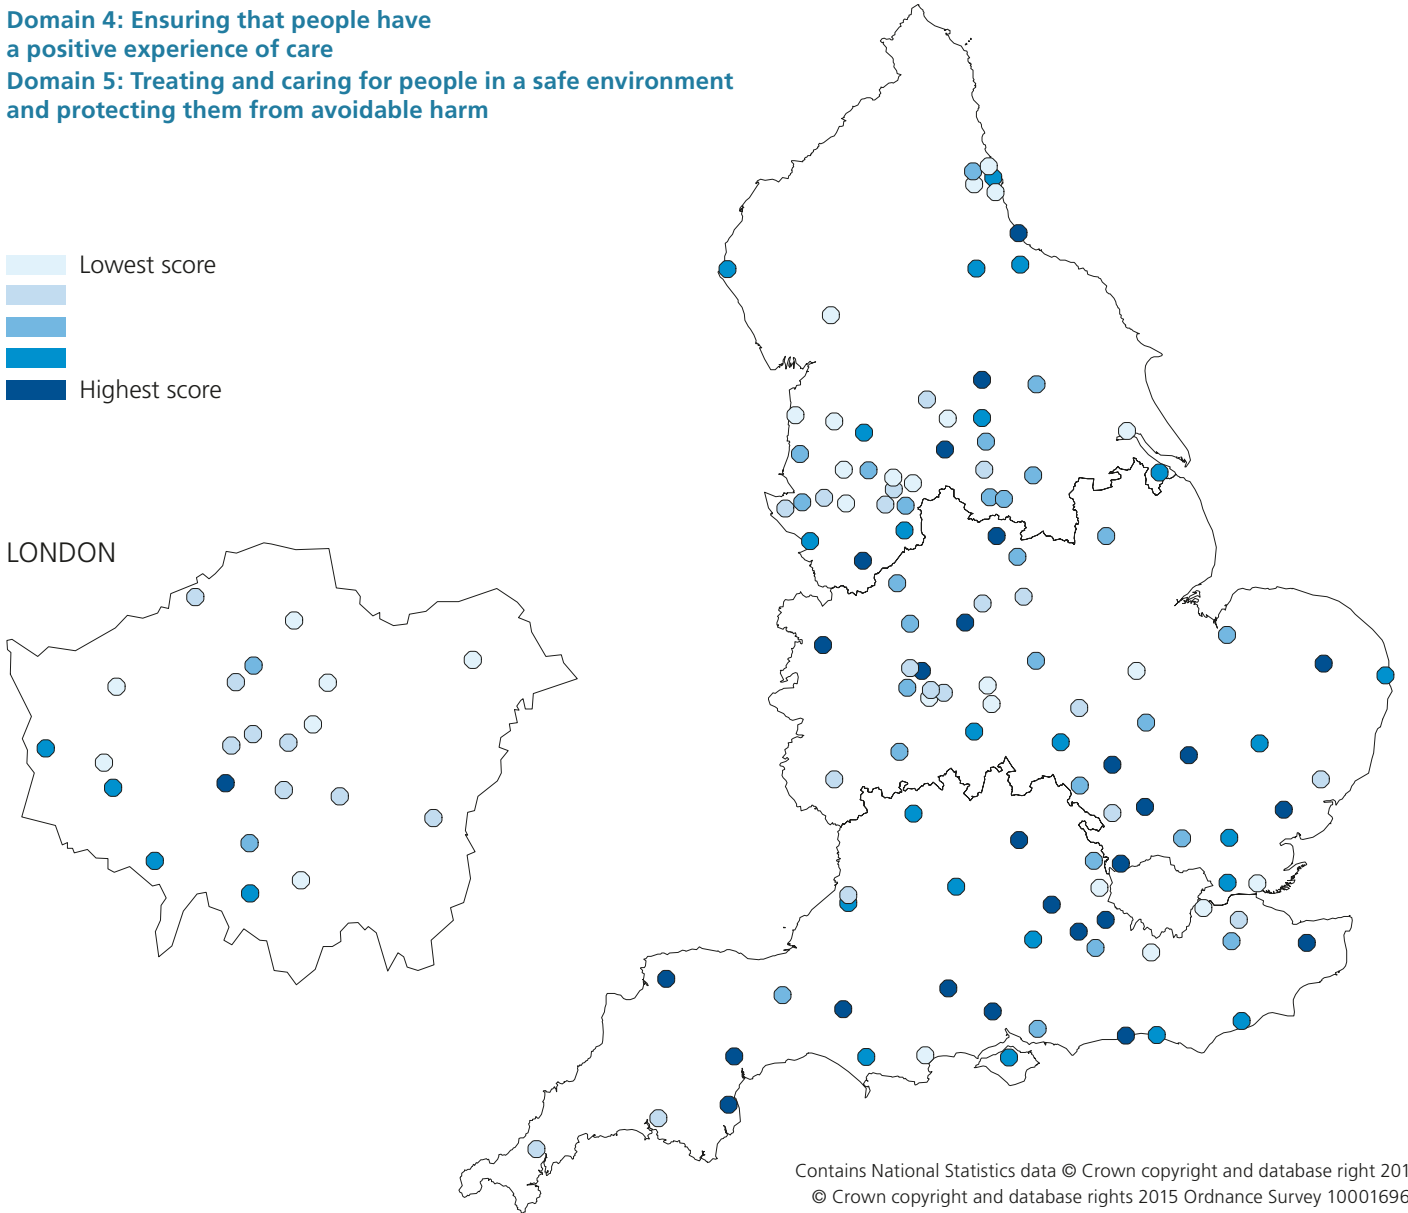 Domain 4: Ensuring that people have
a positive experience of care
Domain 5: Treating and caring for people in a safe environment
and protecting them from avoidable harm
Lowest score
Highest score
LONDON
Contains National Statistics data © Crown copyright and database right 201
© Crown copyright and database rights 2015 Ordnance Survey 10001696